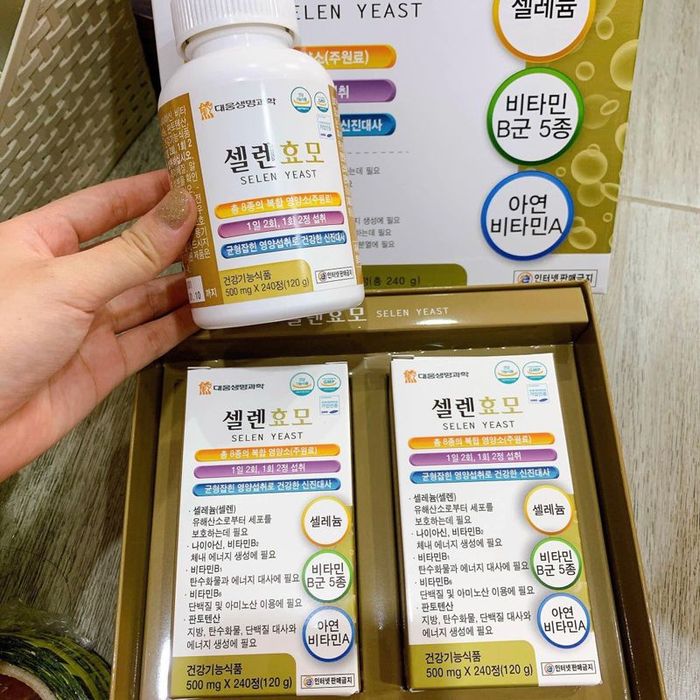 SELEN YEAST
셀레늄
영양소(주원료)
섭취
신진대사
비타민
B군 5종
아연
비타민A
인터넷판매금지
대웅생명과학
GMP
셀렌효모
SELEN YEAST
총 8종의 복합 영양소(주원료)
1일 2회, 1회 2정 섭취
균형잡힌 영양섭취로 건강한 신진대사
건강기능식품
500 mg X 240정(120 g)
인터넷판매금지
정(총 240 g)
셀렌효모 SELEN YEAST
대웅생명과학
GMP
셀렌효모
SELEN YEAST
총 8종의 복합 영양소(주원료)
1일 2회, 1회 2정 섭취
균형잡힌 영양섭취로 건강한 신진대사
· 셀레늄(셀렌)
유해산소로부터 세포를
보호하는데 필요
· 나이아신, 비타민B₂
체내 에너지 생성에 필요
· 비타민B₁
탄수화물과 에너지 대사에 필요
· 비타민B₆
단백질 및 아미노산 이용에 필요
· 판토텐산
지방, 탄수화물, 단백질 대사와
에너지 생성에 필요
셀레늄
비타민
B군 5종
아연
비타민A
건강기능식품
500 mg X 240정(120 g)
인터넷판매금지
대웅생명과학
GMP
셀렌효모
SELEN YEAST
총 8종의 복합 영양소(주원료)
1일 2회, 1회 2정 섭취
균형잡힌 영양섭취로 건강한 신진대사
· 셀레늄(셀렌)
유해산소로부터 세포를
보호하는데 필요
· 나이아신, 비타민B₂
체내 에너지 생성에 필요
· 비타민B₁
탄수화물과 에너지 대사에 필요
· 비타민B₆
단백질 및 아미노산 이용에 필요
· 판토텐산
지방, 탄수화물, 단백질 대사와
에너지 생성에 필요
셀레늄
비타민
B군 5종
아연
비타민A
건강기능식품
500 mg X 240정(120 g)
인터넷판매금지